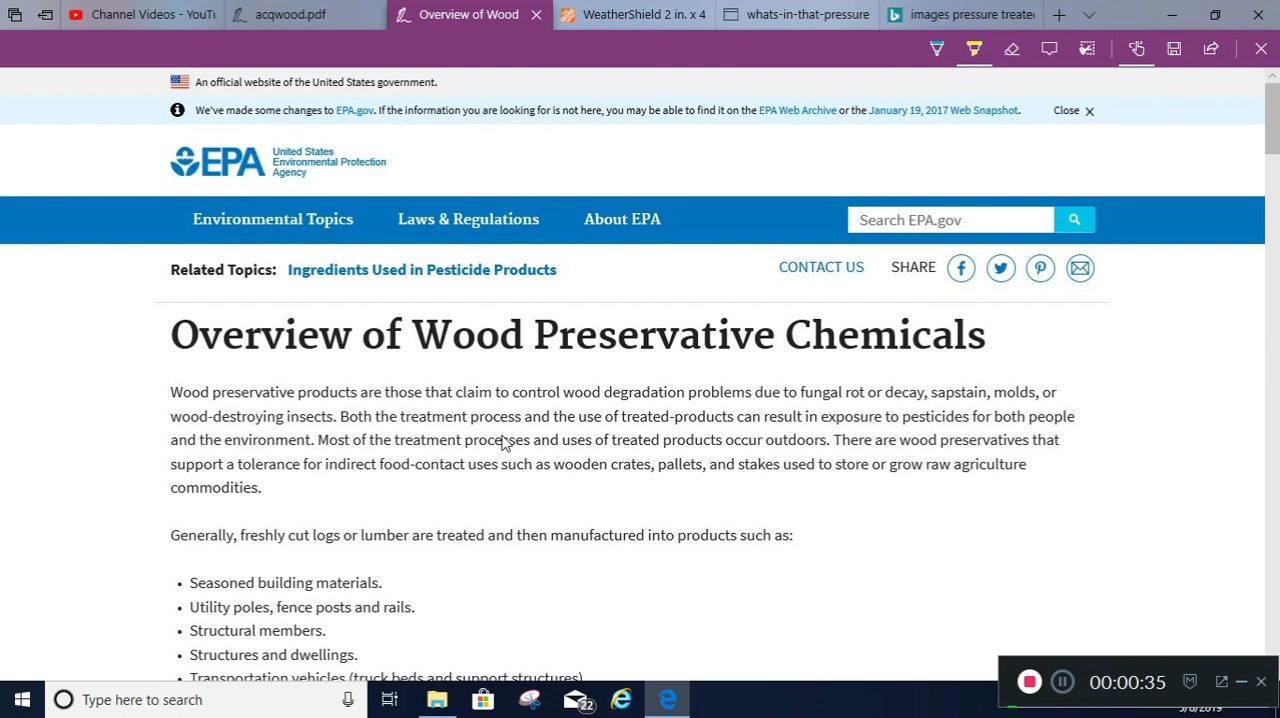 Channel Videos - YouTu
acqwood.pdf
Overview of Wood
WeatherShield 2 in. x 4
whats-in-that-pressure
images pressure treate
An official website of the United States government.
We've made some changes to EPA.gov. If the information you are looking for is not here, you may be able to find it on the EPA Web Archive or the January 19, 2017 Web Snapshot. Close
EPA
United States
Environmental Protection
Agency
Environmental Topics Laws & Regulations About EPA Search EPA.gov
Related Topics: Ingredients Used in Pesticide Products CONTACT US SHARE
Overview of Wood Preservative Chemicals
Wood preservative products are those that claim to control wood degradation problems due to fungal rot or decay, sapstain, molds, or
wood-destroying insects. Both the treatment process and the use of treated-products can result in exposure to pesticides for both people
and the environment. Most of the treatment processes and uses of treated products occur outdoors. There are wood preservatives that
support a tolerance for indirect food-contact uses such as wooden crates, pallets, and stakes used to store or grow raw agriculture
commodities.
Generally, freshly cut logs or lumber are treated and then manufactured into products such as:
• Seasoned building materials.
• Utility poles, fence posts and rails.
• Structural members.
• Structures and dwellings.
• Transportation vehicles (truck beds and support structures)
00:00:35
Type here to search
22
5/8/2019